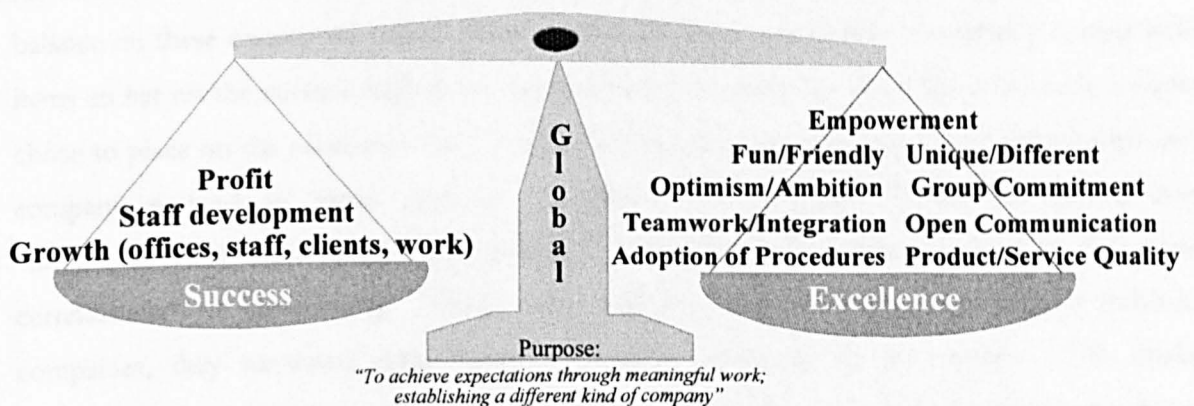 Profit
Staff development
Growth (offices, staff, clients, work)
Success
Global
Empowerment
Fun/Friendly Unique/Different
Optimism/Ambition Group Commitment
Teamwork/Integration Open Communication
Adoption of Procedures Product/Service Quality
Excellence
Purpose:
“To achieve expectations through meaningful work;
establishing a different kind of company”